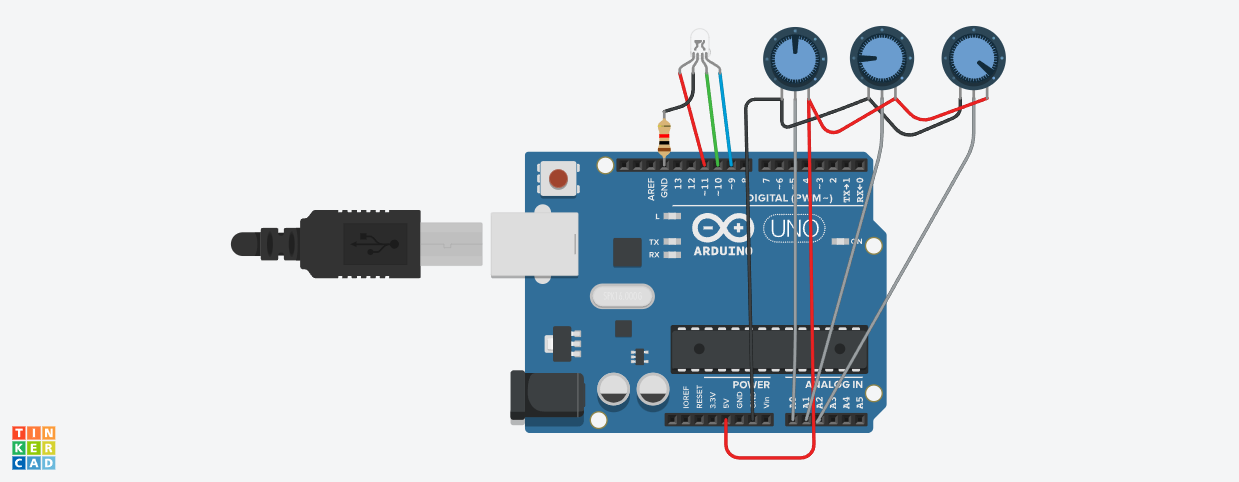 AREF
GND
13
12
~11
~10
~9
8
7
~6
~5
4
~3
2
TX→1
RX←0
DIGITAL (PWM~)
L
TX
RX
ARDUINO
UNO
ON
IOREF
RESET
3.3V
5V
GND
GND
Vin
POWER
ANALOG IN
A0
A1
A2
A3
A4
A5
TIN
KER
CAD